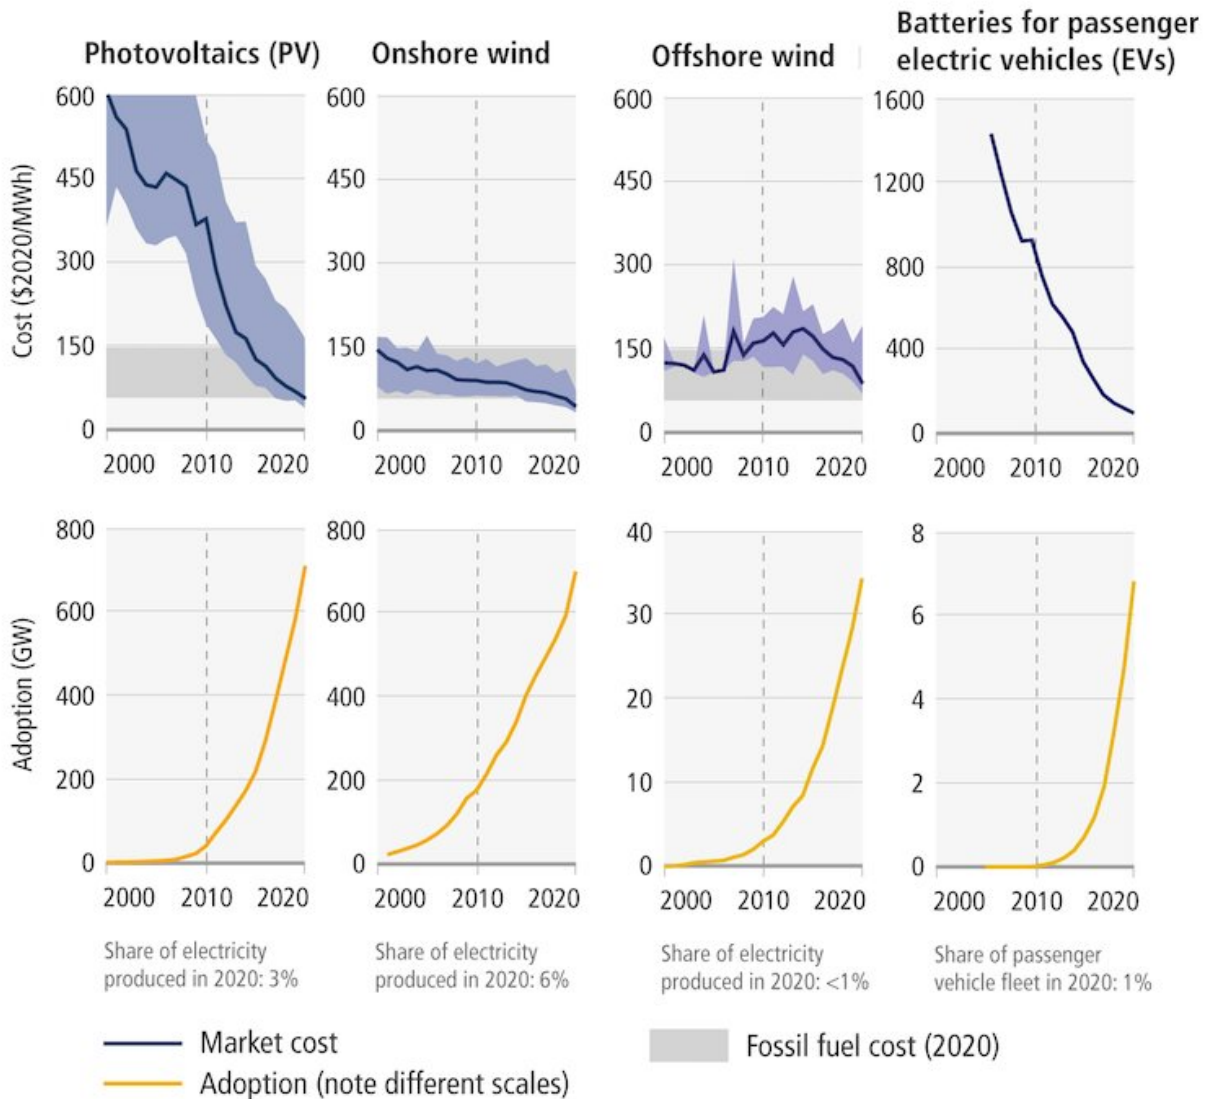 Photovoltaics (PV)
Onshore wind
Offshore wind
Batteries for passenger
electric vehicles (EVs)
Cost ($2020/MWh)
600
450
300
150
0
2000 2010 2020
600
450
300
150
0
2000 2010 2020
600
450
300
150
0
2000 2010 2020
1600
1200
800
400
0
2000 2010 2020
Adoption (GW)
800
600
400
200
0
2000 2010 2020
800
600
400
200
0
2000 2010 2020
40
30
20
10
0
2000 2010 2020
8
6
4
2
0
2000 2010 2020
Share of electricity
produced in 2020: 3%
Share of electricity
produced in 2020: 6%
Share of electricity
produced in 2020: <1%
Share of passenger
vehicle fleet in 2020: 1%
Market cost
Adoption (note different scales)
Fossil fuel cost (2020)